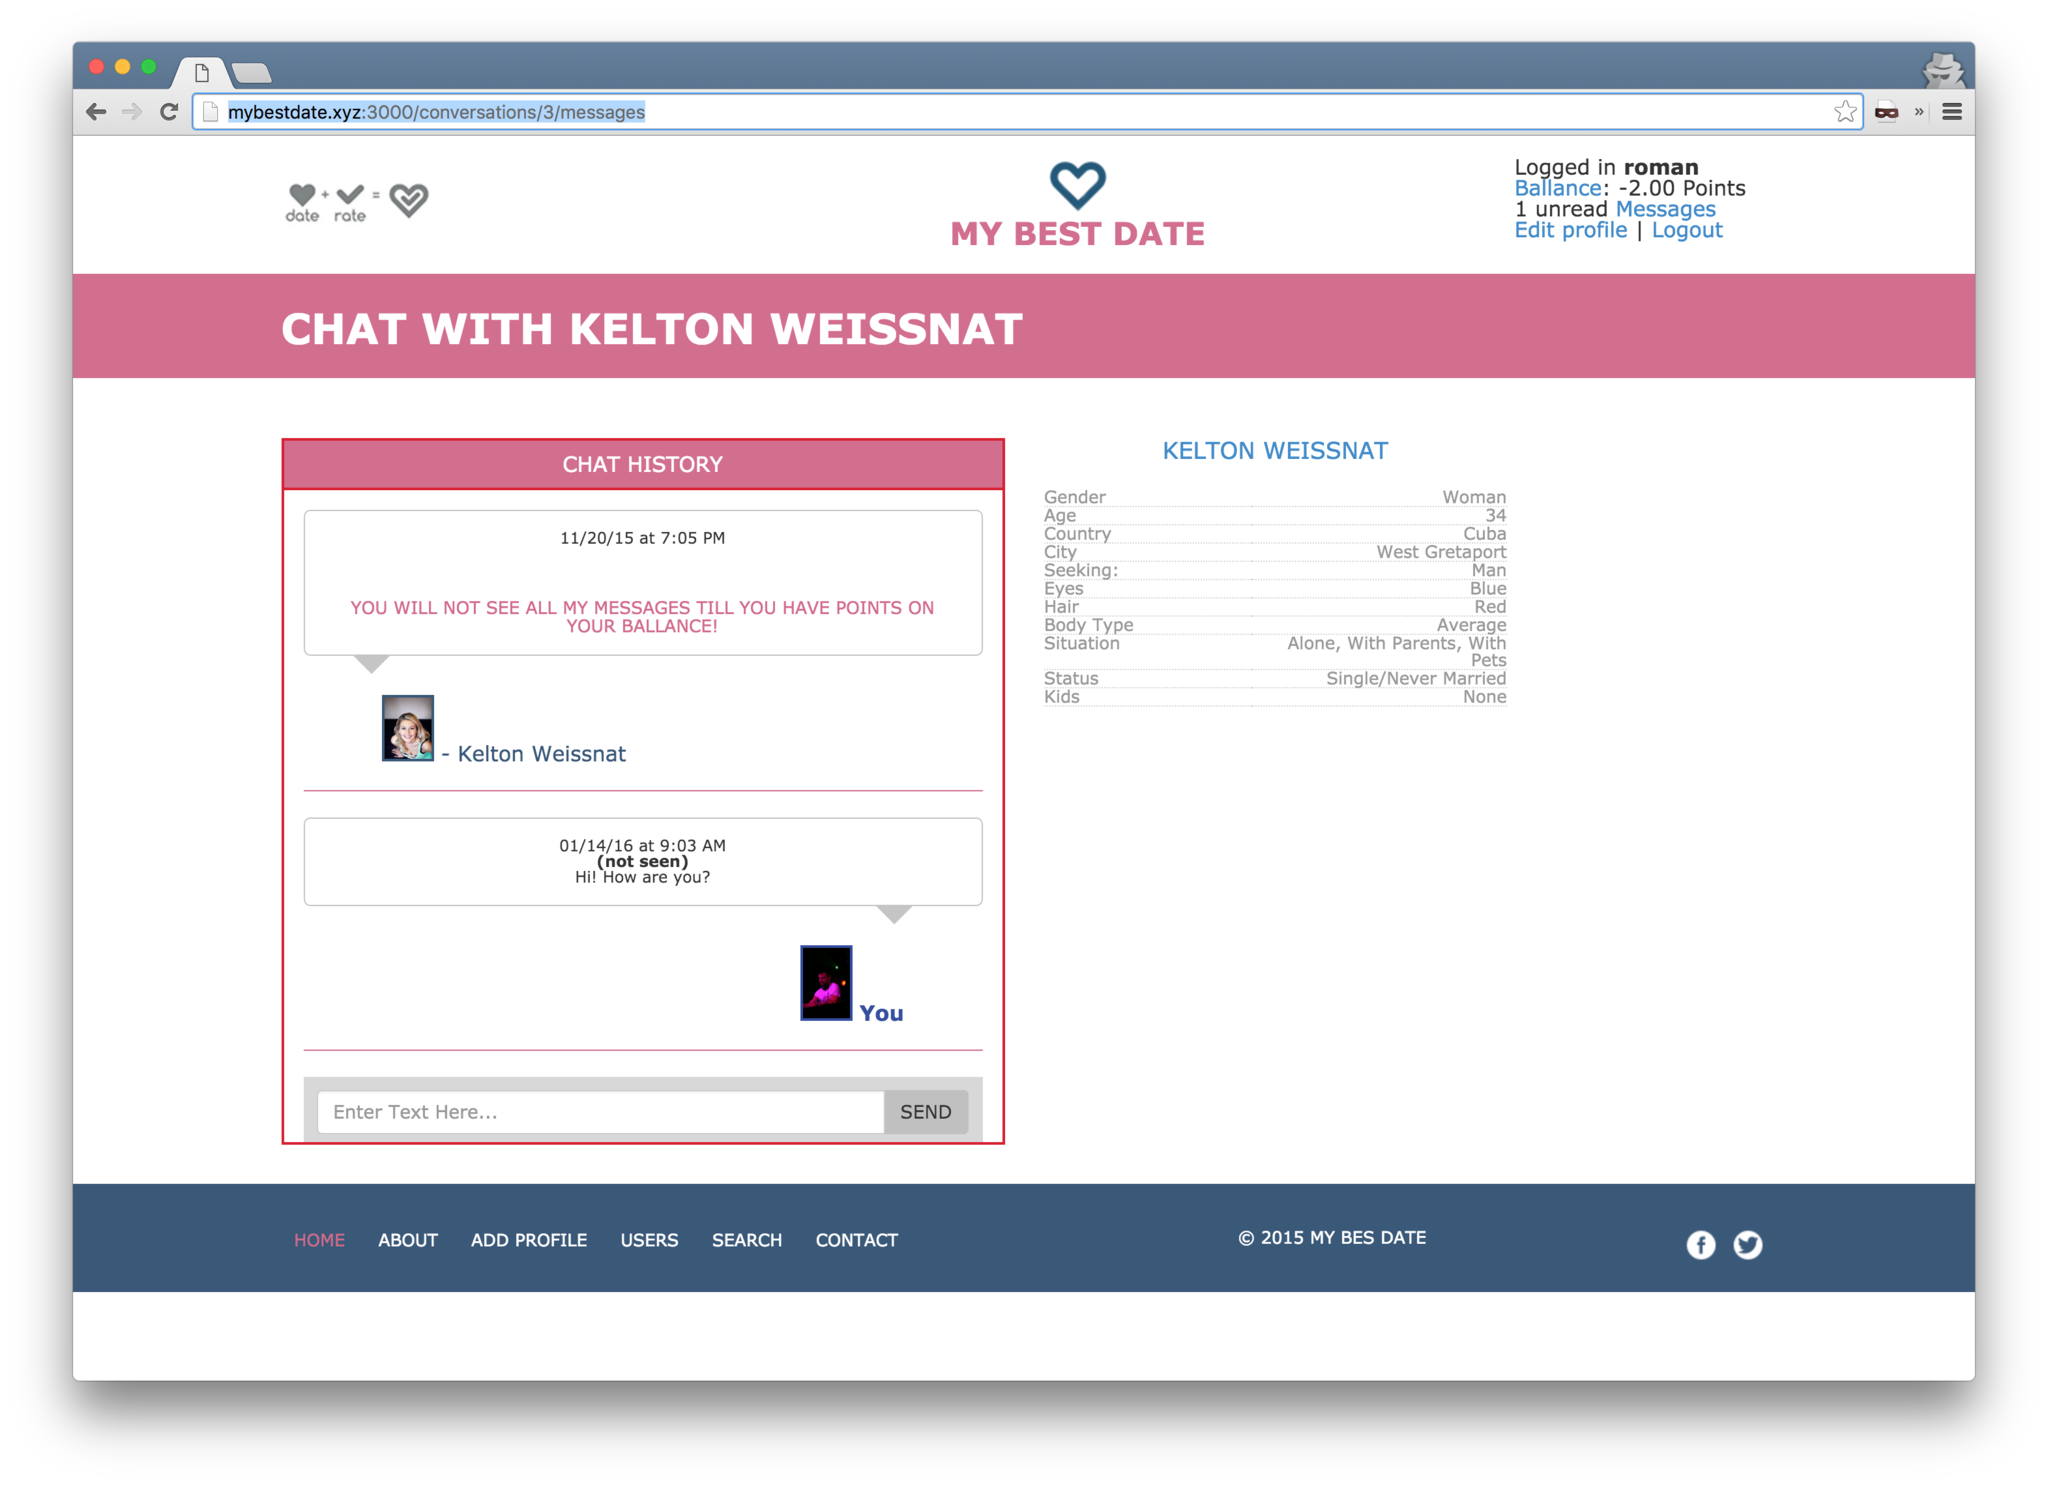 mybestdate.xyz:3000/conversations/3/messages
date + rate =
MY BEST DATE
Logged in roman
Ballance: -2.00 Points
1 unread Messages
Edit profile | Logout
CHAT WITH KELTON WEISSNAT
CHAT HISTORY
11/20/15 at 7:05 PM
YOU WILL NOT SEE ALL MY MESSAGES TILL YOU HAVE POINTS ON
YOUR BALLANCE!
- Kelton Weissnat
01/14/16 at 9:03 AM
(not seen)
Hi! How are you?
You
Enter Text Here...
SEND
KELTON WEISSNAT
Gender Woman
Age 34
Country Cuba
City West Gretaport
Seeking: Man
Eyes Blue
Hair Red
Body Type Average
Situation Alone, With Parents, With
Pets
Status Single/Never Married
Kids None
HOME ABOUT ADD PROFILE USERS SEARCH CONTACT
© 2015 MY BES DATE